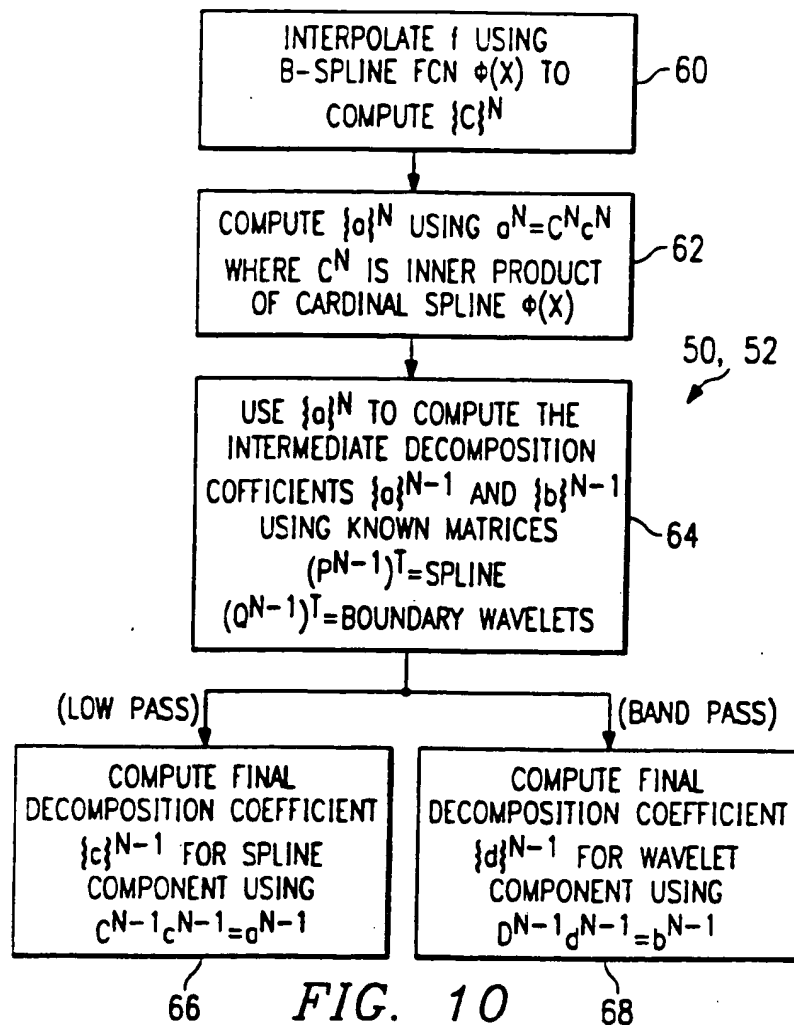 INTERPOLATE f USING
B-SPLINE FCN ϕ(X) TO
COMPUTE {C}^N
60
COMPUTE {a}^N USING a^N=C^Nc^N
WHERE C^N IS INNER PRODUCT
OF CARDINAL SPLINE ϕ(X)
62
50, 52
USE {a}^N TO COMPUTE THE
INTERMEDIATE DECOMPOSITION
COFFICIENTS {a}^N-1 AND {b}^N-1
USING KNOWN MATRICES
(P^N-1)^T=SPLINE
(Q^N-1)^T=BOUNDARY WAVELETS
64
(LOW PASS)
(BAND PASS)
COMPUTE FINAL
DECOMPOSITION COEFFICIENT
{c}^N-1 FOR SPLINE
COMPONENT USING
C^N-1c^N-1=a^N-1
66
COMPUTE FINAL
DECOMPOSITION COEFFICIENT
{d}^N-1 FOR WAVELET
COMPONENT USING
D^N-1d^N-1=b^N-1
68
FIG. 10